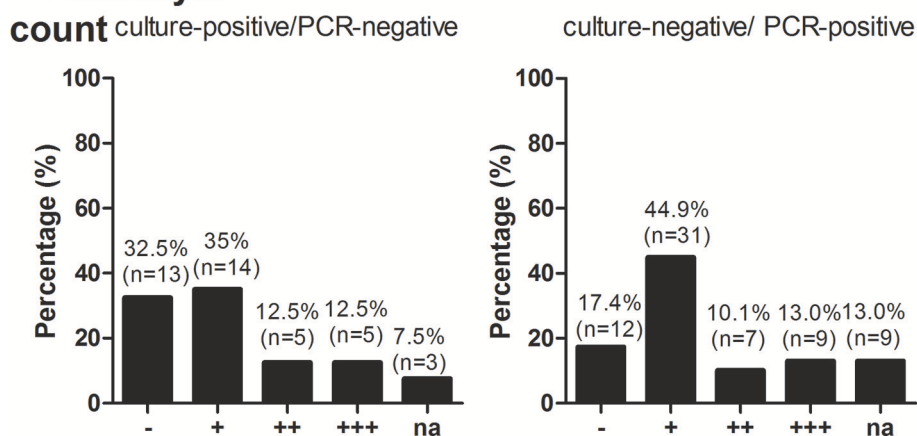 count culture-positive/PCR-negative
culture-negative/ PCR-positive
Percentage (%)
100
80
60
40
20
0
32.5%
(n=13)
35%
(n=14)
12.5%
(n=5)
12.5%
(n=5)
7.5%
(n=3)
- + ++ +++ na
Percentage (%)
100
80
60
40
20
0
17.4%
(n=12)
44.9%
(n=31)
10.1%
(n=7)
13.0%
(n=9)
13.0%
(n=9)
- + ++ +++ na